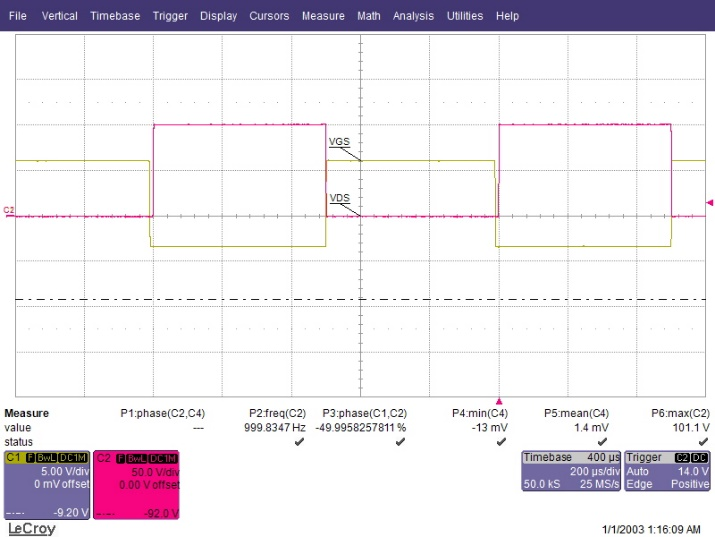 File Vertical Timebase Trigger Display Cursors Measure Math Analysis Utilities Help
VGS
VDS
C2
Measure P1:phase(C2,C4) P2:freq(C2) P3:phase(C1,C2) P4:min(C4) P5:mean(C4) P6:max(C2)
value --- 999.8347 Hz -49.9958257811 % -13 mV 1.4 mV 101.1 V
status
C1 F BwL DC1M
5.00 V/div
0 mV offset
-9.20 V
C2 F BwL DC1M
50.0 V/div
0.00 V offset
-92.0 V
Timebase 400 µs
200 µs/div
50.0 kS 25 MS/s
Trigger C2 DC
Auto 14.0 V
Edge Positive
LeCroy
1/1/2003 1:16:09 AM